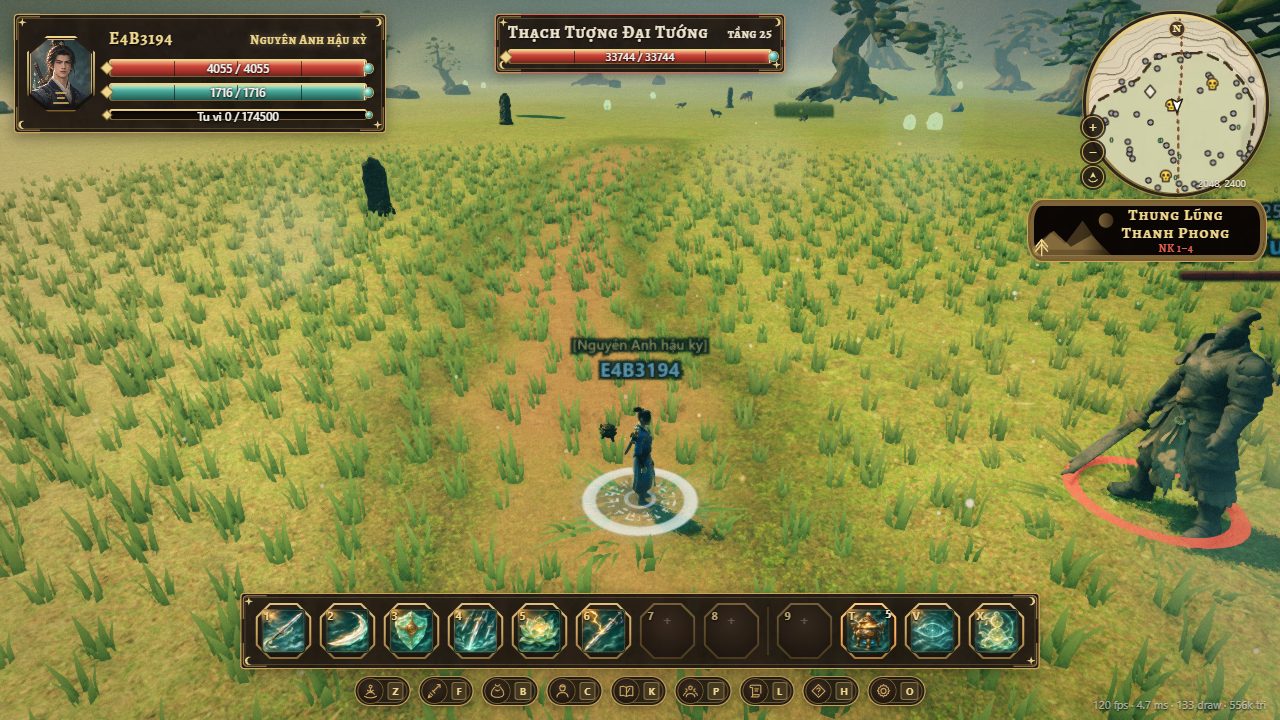 E4B3194
Nguyên Anh hậu kỳ
4055 / 4055
1716 / 1716
Tu vi 0 / 174500
Thạch Tượng Đại Tướng
tầng 25
33744 / 33744
N
+
−
2048, 2400
Thung Lũng
Thanh Phong
NK 1–4
[Nguyên Anh hậu kỳ]
E4B3194
1
2
3
4
5
6
7
+
8
+
9
+
T
5
V
X
Z
F
B
C
K
P
L
H
O
120 fps · 4.7 ms · 133 draw · 556k tri